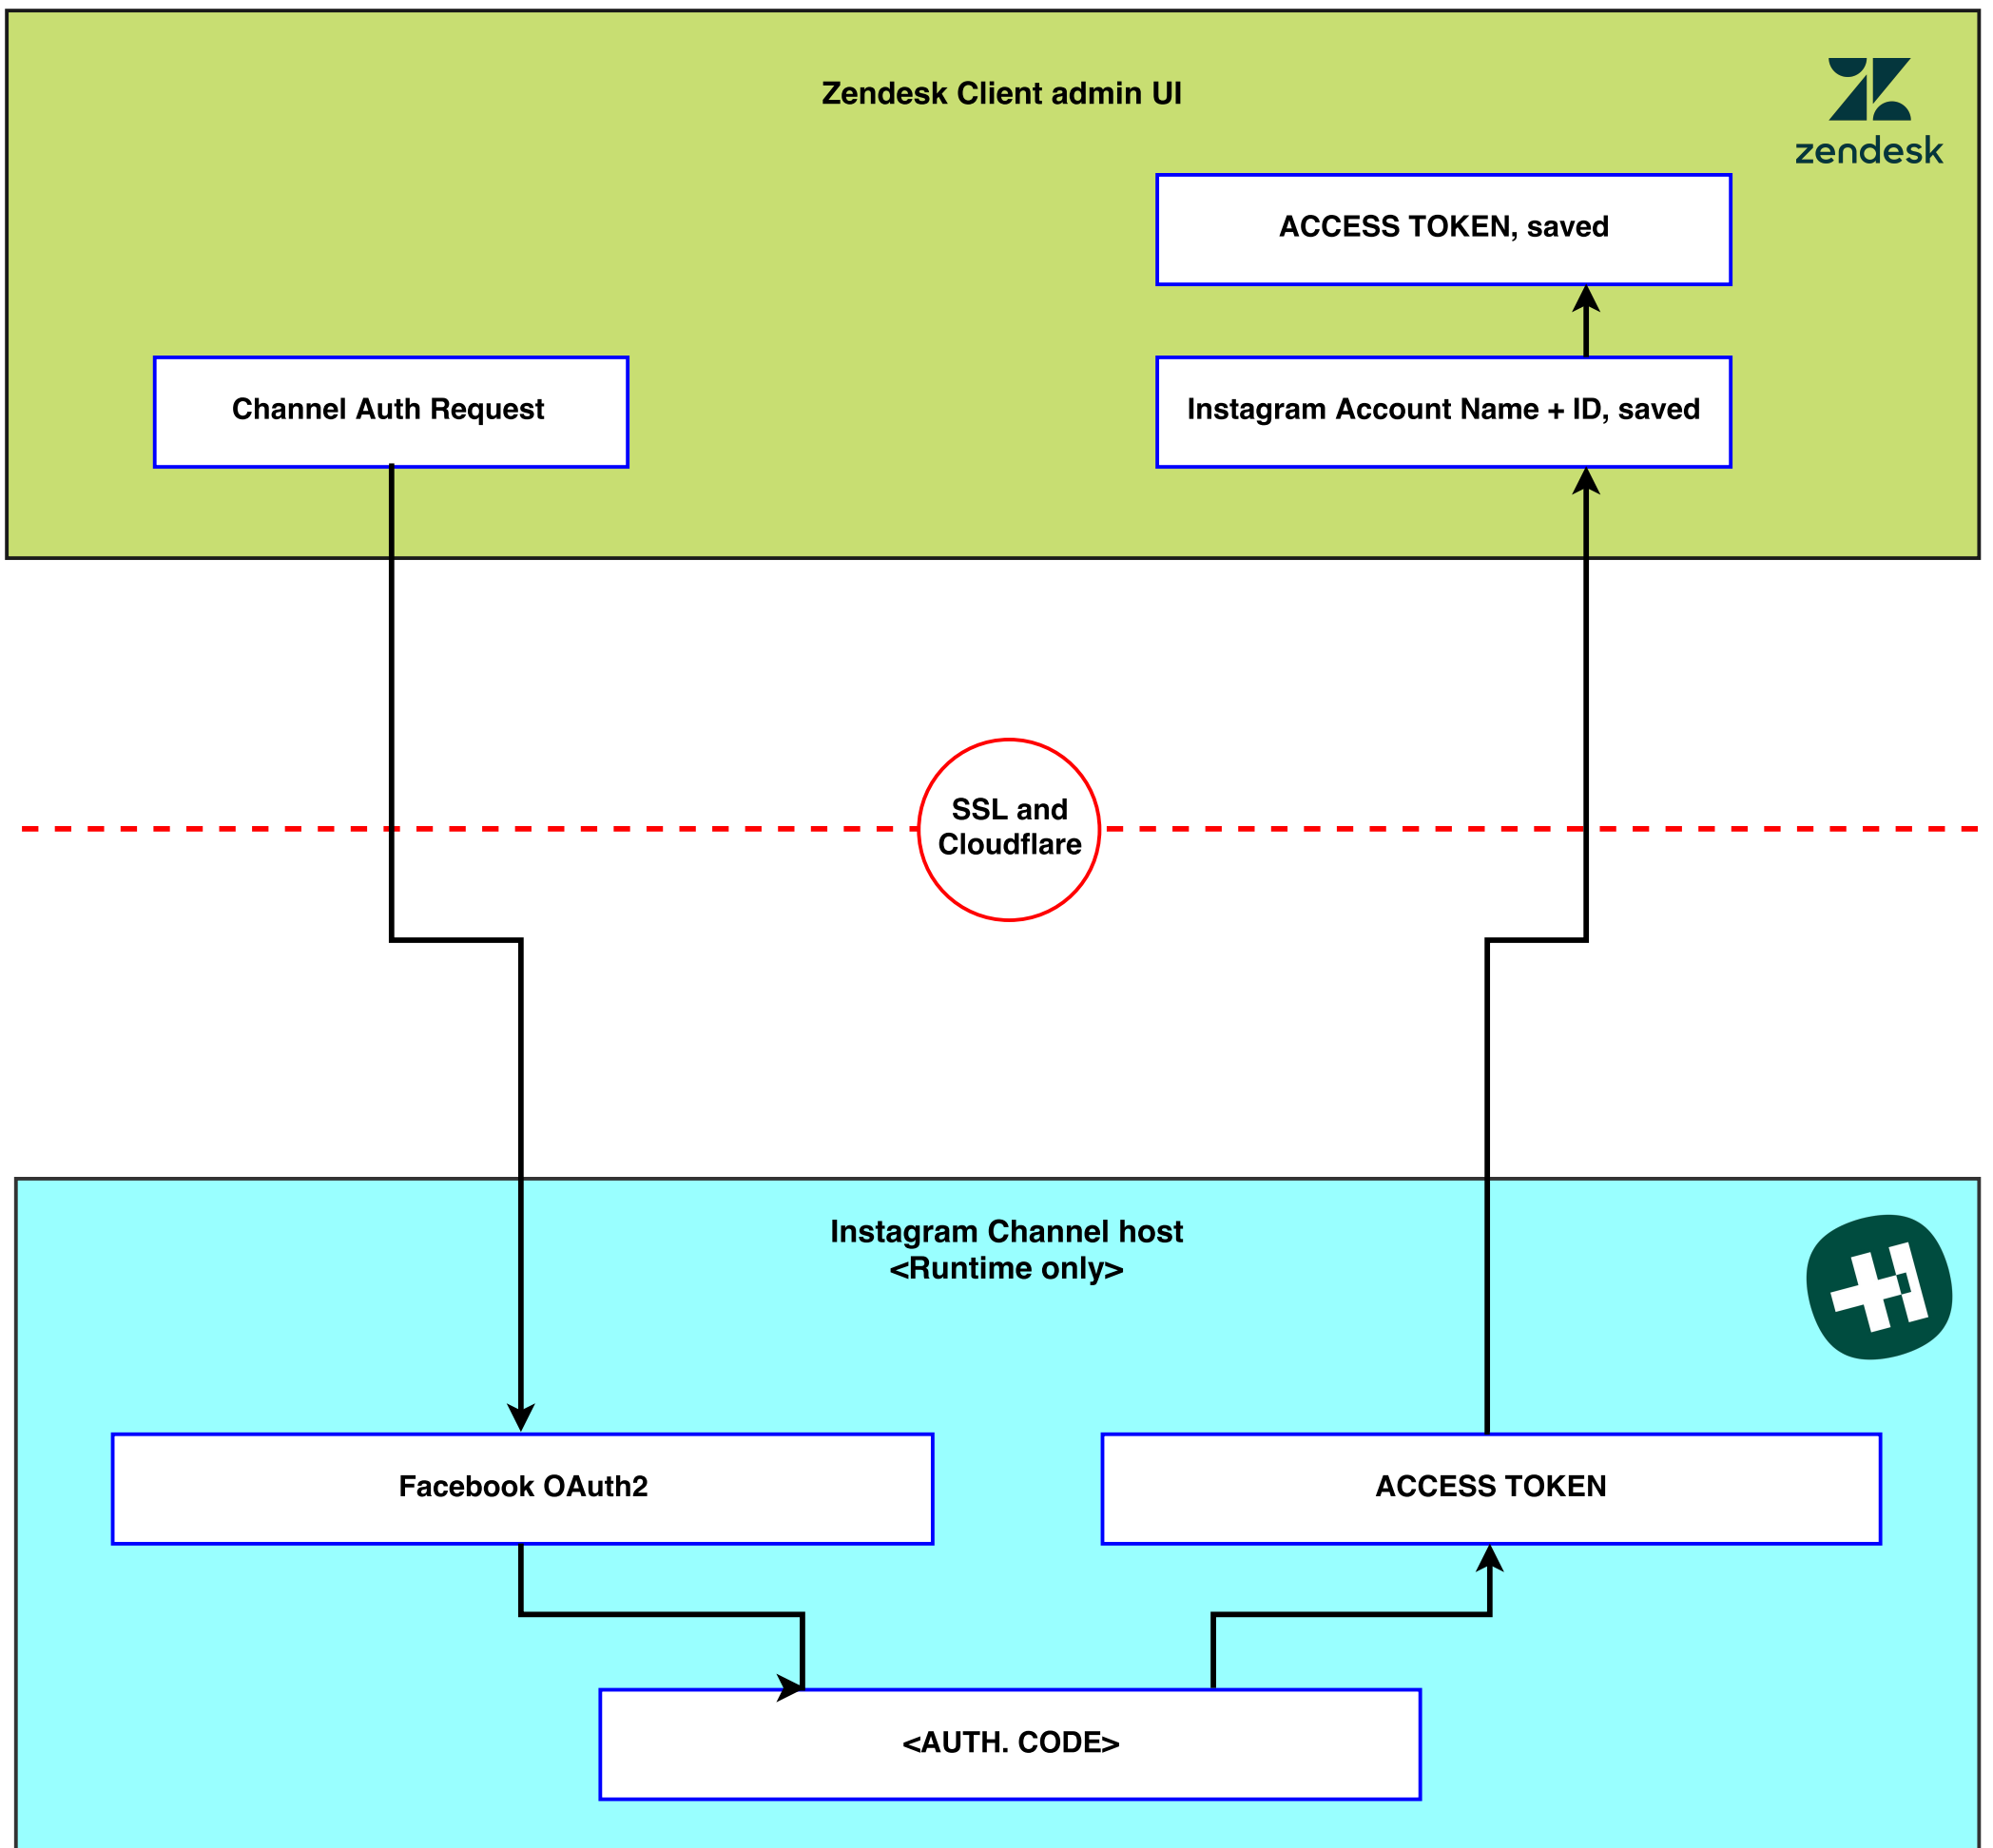 Zendesk Client admin UI
zendesk
ACCESS TOKEN, saved
Channel Auth Request
Instagram Account Name + ID, saved
SSL and
Cloudflare
Instagram Channel host
<Runtime only>
Facebook OAuth2
ACCESS TOKEN
<AUTH. CODE>